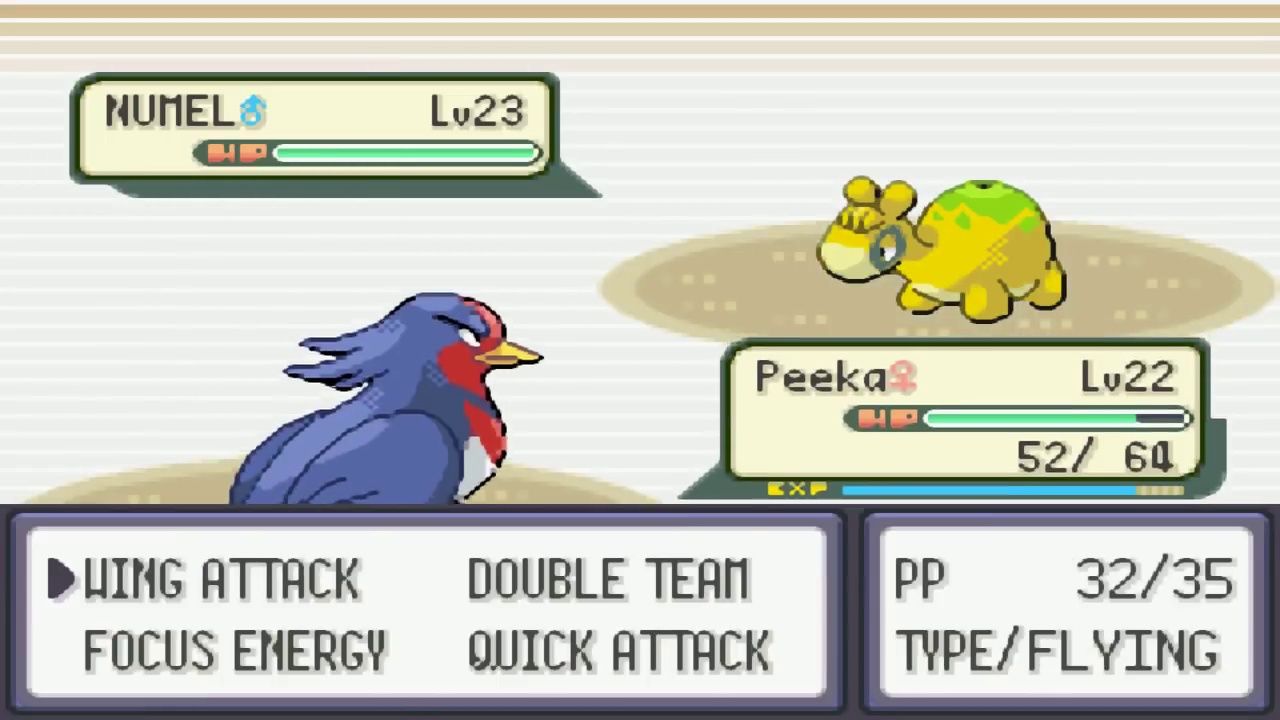 NUMEL♂ Lv23
HP
Peeka♀ Lv22
HP
52/ 64
EXP
WING ATTACK DOUBLE TEAM
FOCUS ENERGY QUICK ATTACK
PP 32/35
TYPE/FLYING